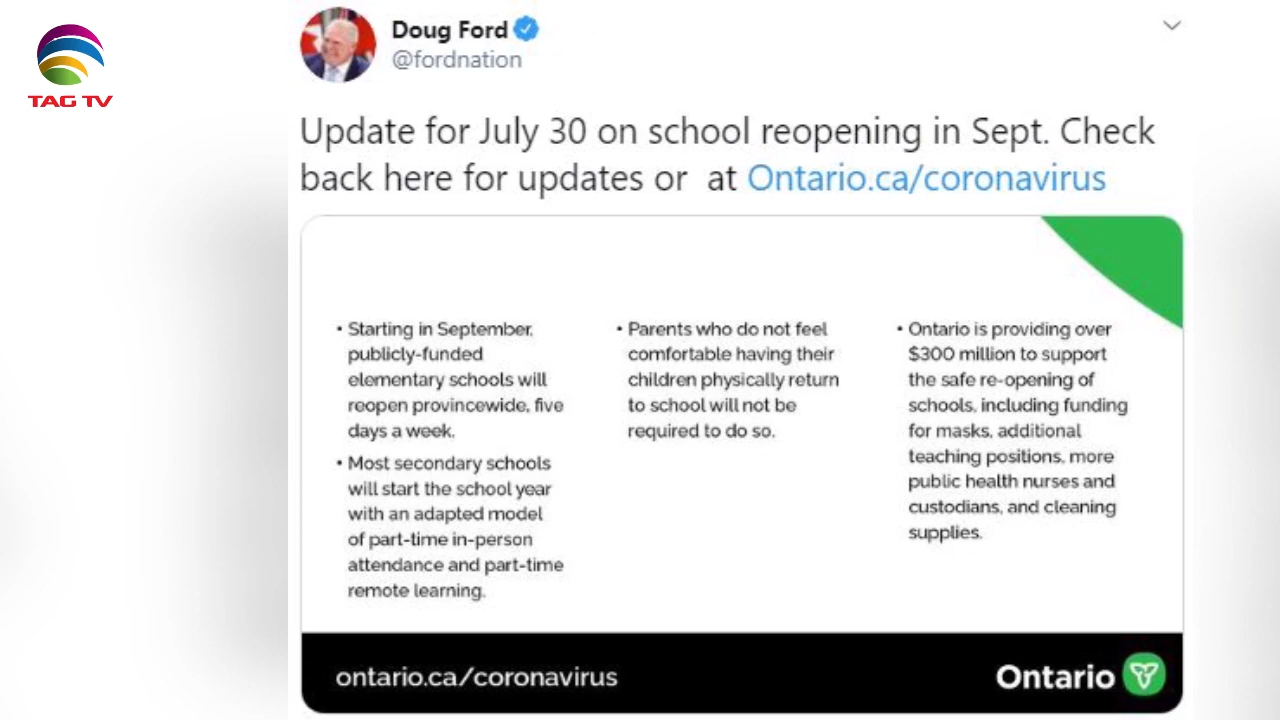 TAG TV
Doug Ford
@fordnation
Update for July 30 on school reopening in Sept. Check
back here for updates or at Ontario.ca/coronavirus
• Starting in September,
publicly-funded
elementary schools will
reopen provincewide, five
days a week.
• Most secondary schools
will start the school year
with an adapted model
of part-time in-person
attendance and part-time
remote learning.
• Parents who do not feel
comfortable having their
children physically return
to school will not be
required to do so.
• Ontario is providing over
$300 million to support
the safe re-opening of
schools, including funding
for masks, additional
teaching positions, more
public health nurses and
custodians, and cleaning
supplies.
ontario.ca/coronavirus
Ontario